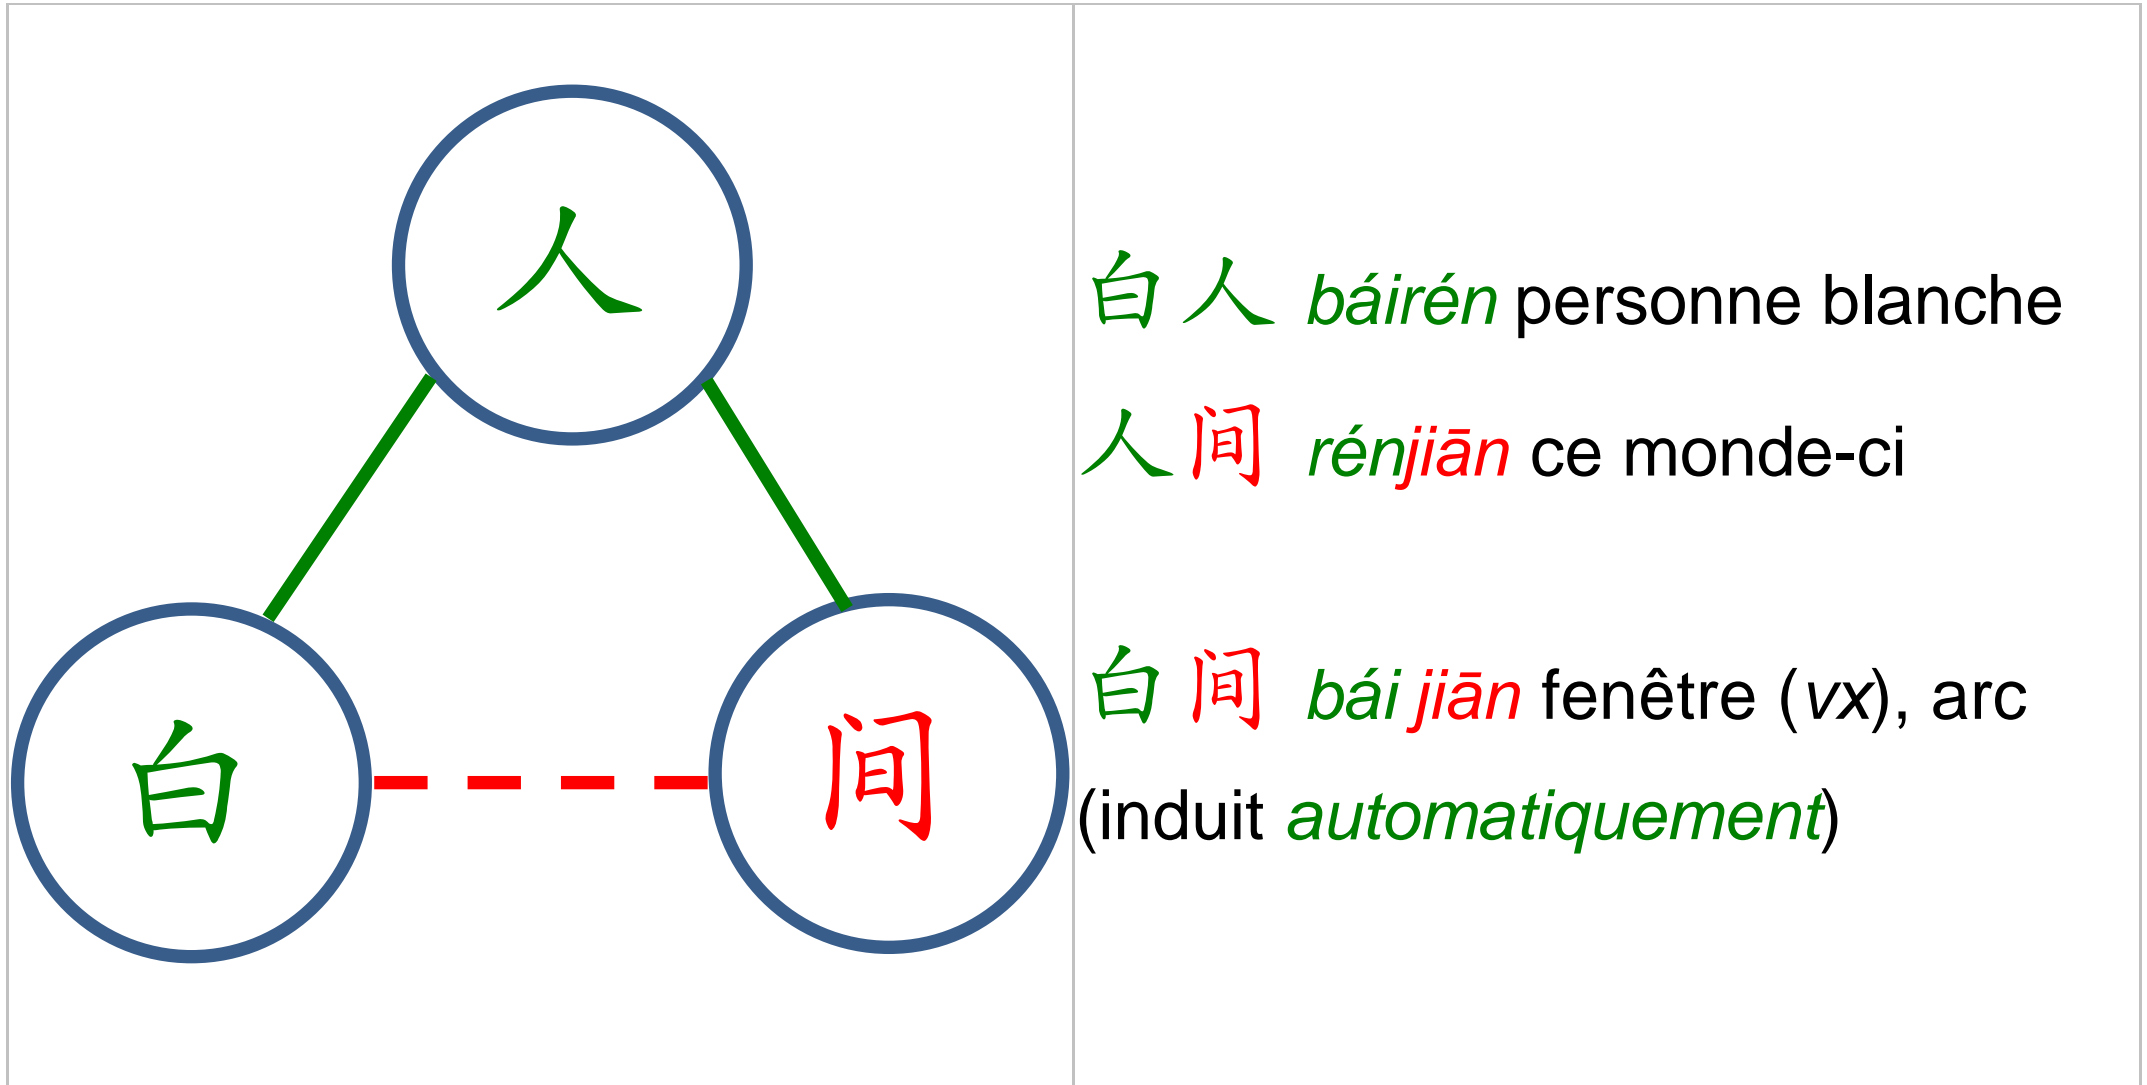 人
白
间
白人 báirén personne blanche
人间 rénjiān ce monde-ci
白间 bái jiān fenêtre (vx), arc
(induit automatiquement)